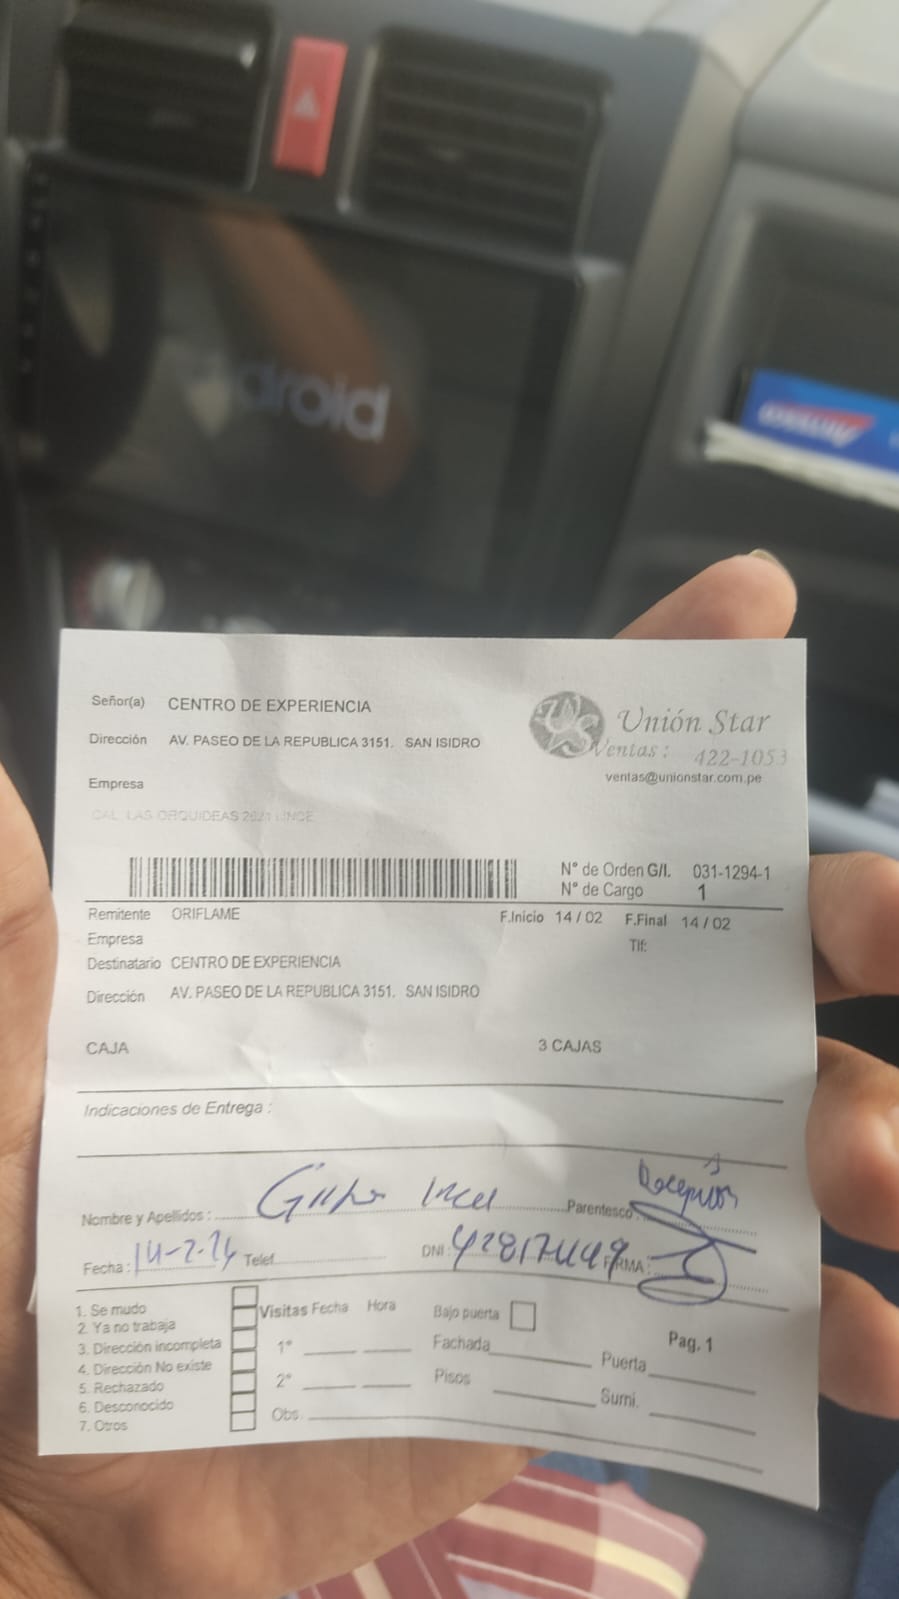 droid
Señor(a) CENTRO DE EXPERIENCIA
Dirección AV. PASEO DE LA REPUBLICA 3151. SAN ISIDRO
Unión Star
Ventas: 422-1053
ventas@unionstar.com.pe
Empresa
CAL. LAS ORQUIDEAS LINCE
N° de Orden G/I. 031-1294-1
N° de Cargo 1
Remitente ORIFLAME F.Inicio 14 / 02 F.Final 14 / 02
Empresa Tlf:
Destinatario CENTRO DE EXPERIENCIA
Dirección AV. PASEO DE LA REPUBLICA 3151. SAN ISIDRO
CAJA 3 CAJAS
Indicaciones de Entrega :
Nombre y Apellidos : Parentesco: Recepción
Fecha : 14-2-24 Telef DNI: FIRMA:
1. Se mudo
2. Ya no trabaja
3. Dirección incompleta
4. Dirección No existe
5. Rechazado
6. Desconocido
7. Otros
Visitas Fecha Hora
1°
2°
Obs.
Bajo puerta
Fachada
Pisos
Pag. 1
Puerta
Sumi.